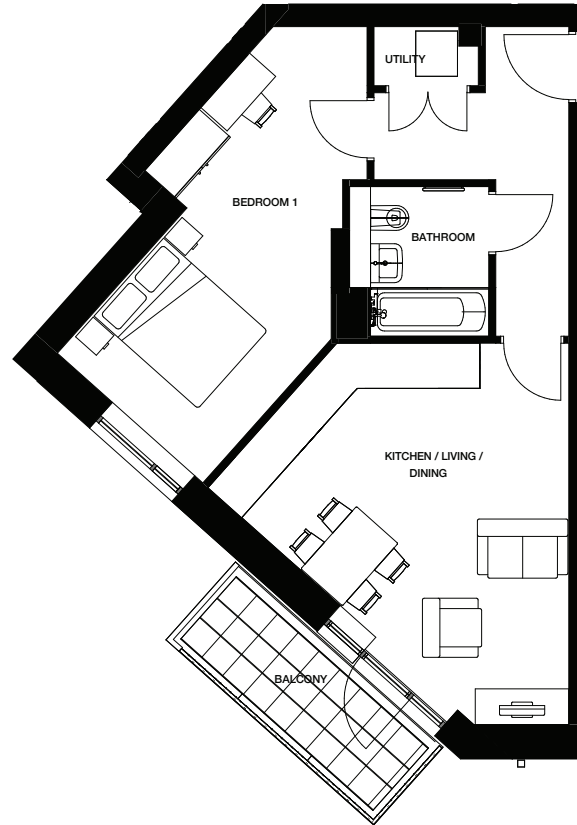 UTILITY
BEDROOM 1
BATHROOM
KITCHEN / LIVING /
DINING
BALCONY